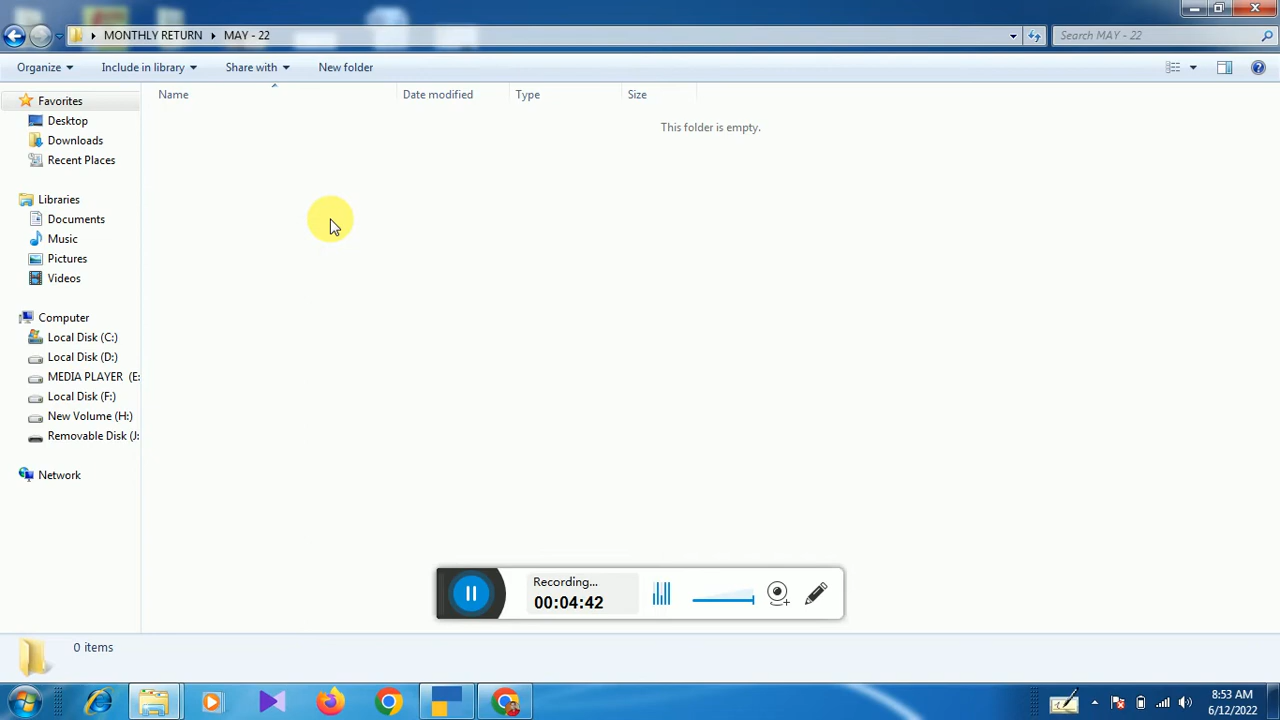 MONTHLY RETURN MAY - 22
Search MAY - 22
Organize Include in library Share with New folder
Name Date modified Type Size
This folder is empty.
Favorites
Desktop
Downloads
Recent Places
Libraries
Documents
Music
Pictures
Videos
Computer
Local Disk (C:)
Local Disk (D:)
MEDIA PLAYER (E:
Local Disk (F:)
New Volume (H:)
Removable Disk (J:
Network
Recording...
00:04:42
0 items
8:53 AM
6/12/2022